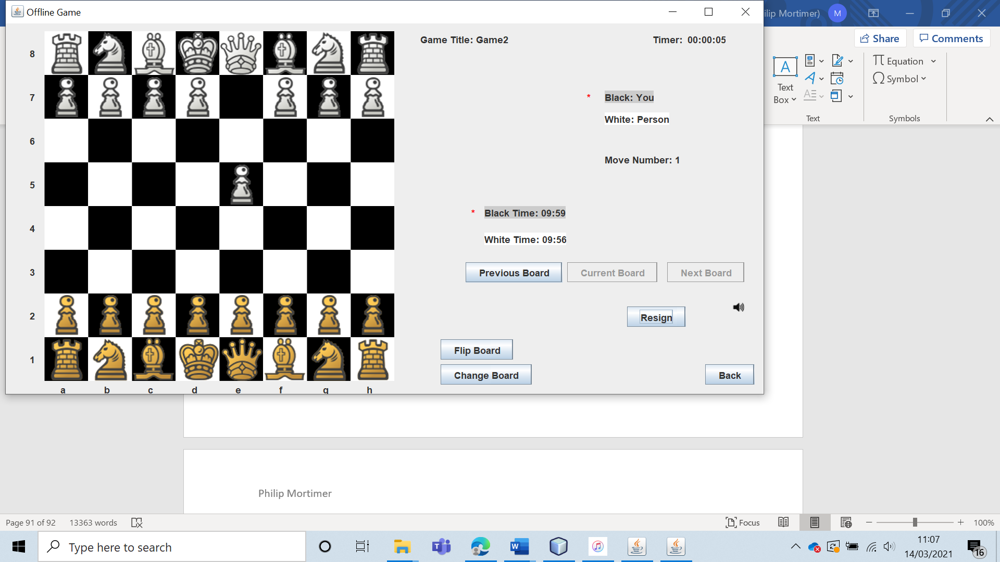 Offline Game
ilip Mortimer)
M
Share
Comments
Game Title: Game2
Timer: 00:00:05
8
7
6
5
4
3
2
1
a b c d e f g h
* Black: You
White: Person
Move Number: 1
* Black Time: 09:59
White Time: 09:56
Previous Board
Current Board
Next Board
Resign
Flip Board
Change Board
Back
A
Text
Box
A
Equation
Symbol
Text
Symbols
Philip Mortimer
Page 91 of 92
13363 words
Focus
100%
Type here to search
T
W
11:07
14/03/2021
16